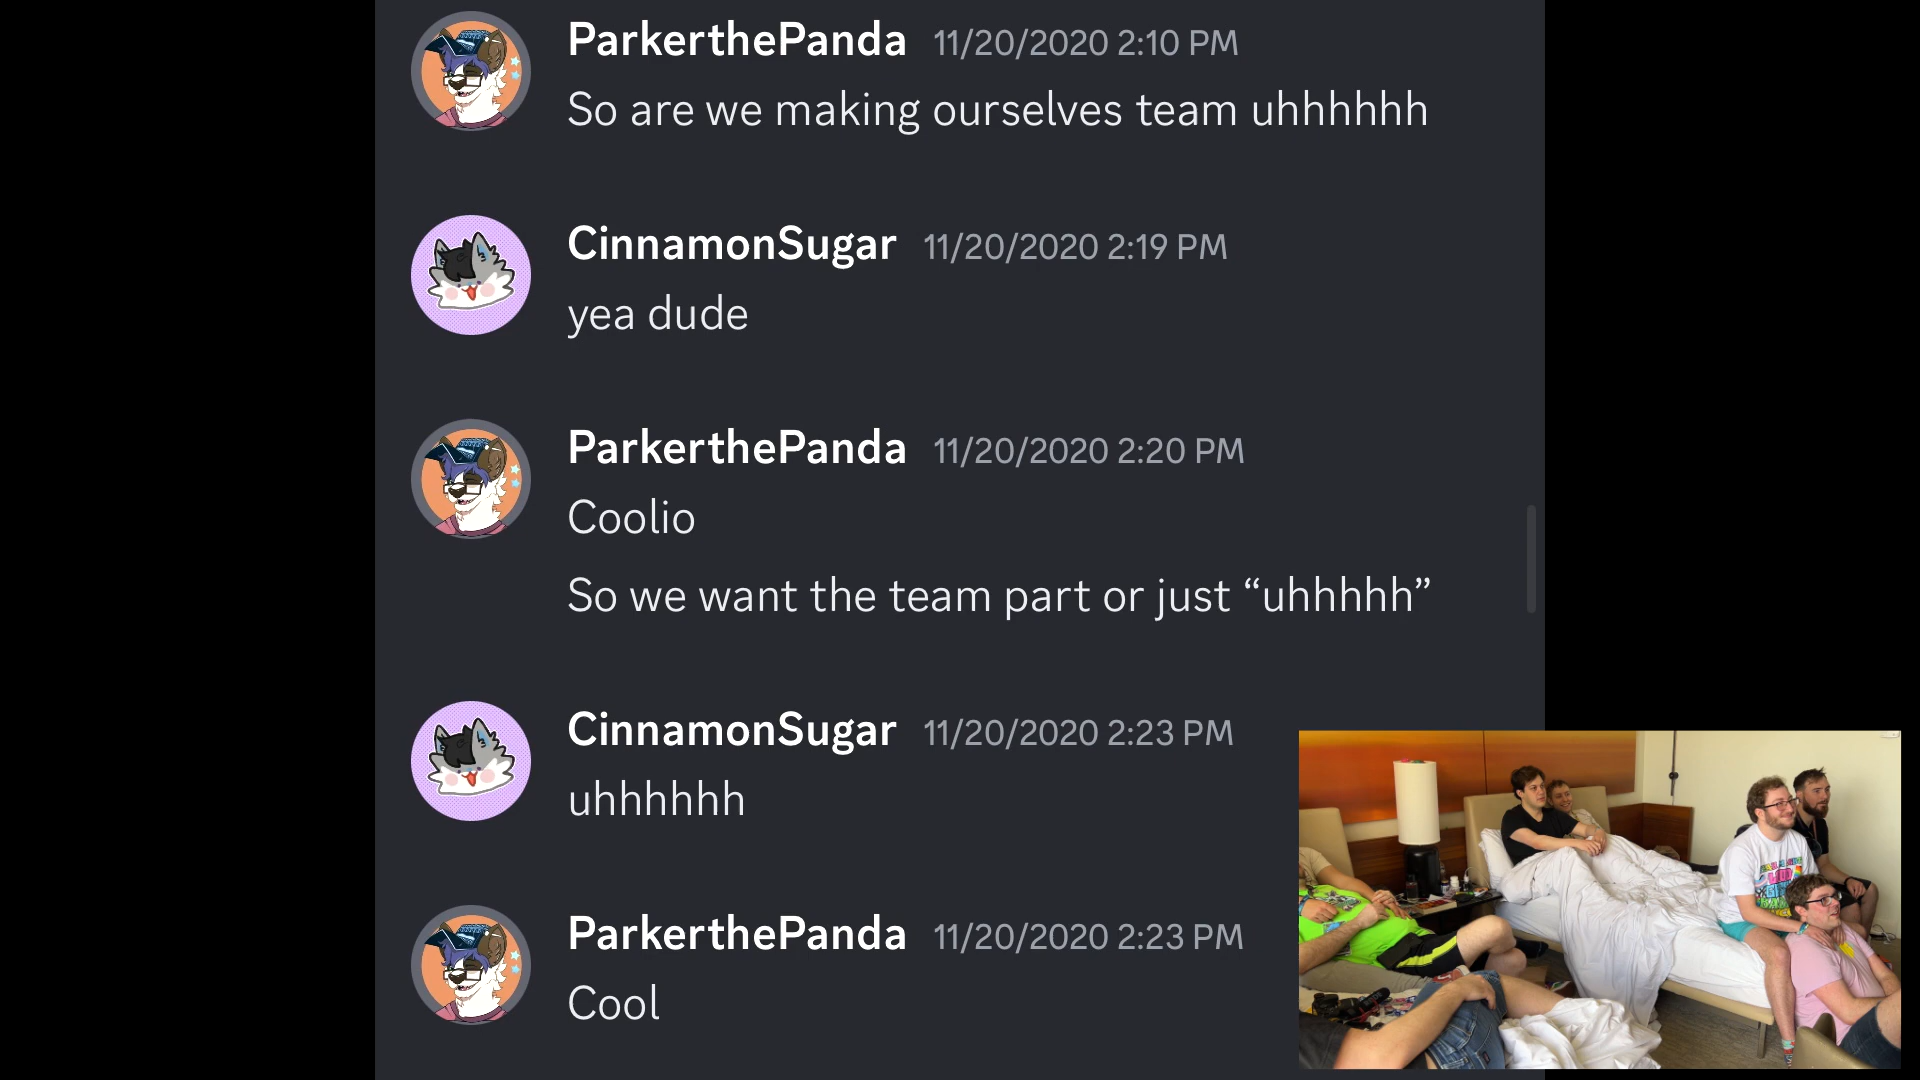 ParkerthePanda 11/20/2020 2:10 PM
So are we making ourselves team uhhhhhh
CinnamonSugar 11/20/2020 2:19 PM
yea dude
ParkerthePanda 11/20/2020 2:20 PM
Coolio
So we want the team part or just “uhhhhh”
CinnamonSugar 11/20/2020 2:23 PM
uhhhhhh
ParkerthePanda 11/20/2020 2:23 PM
Cool